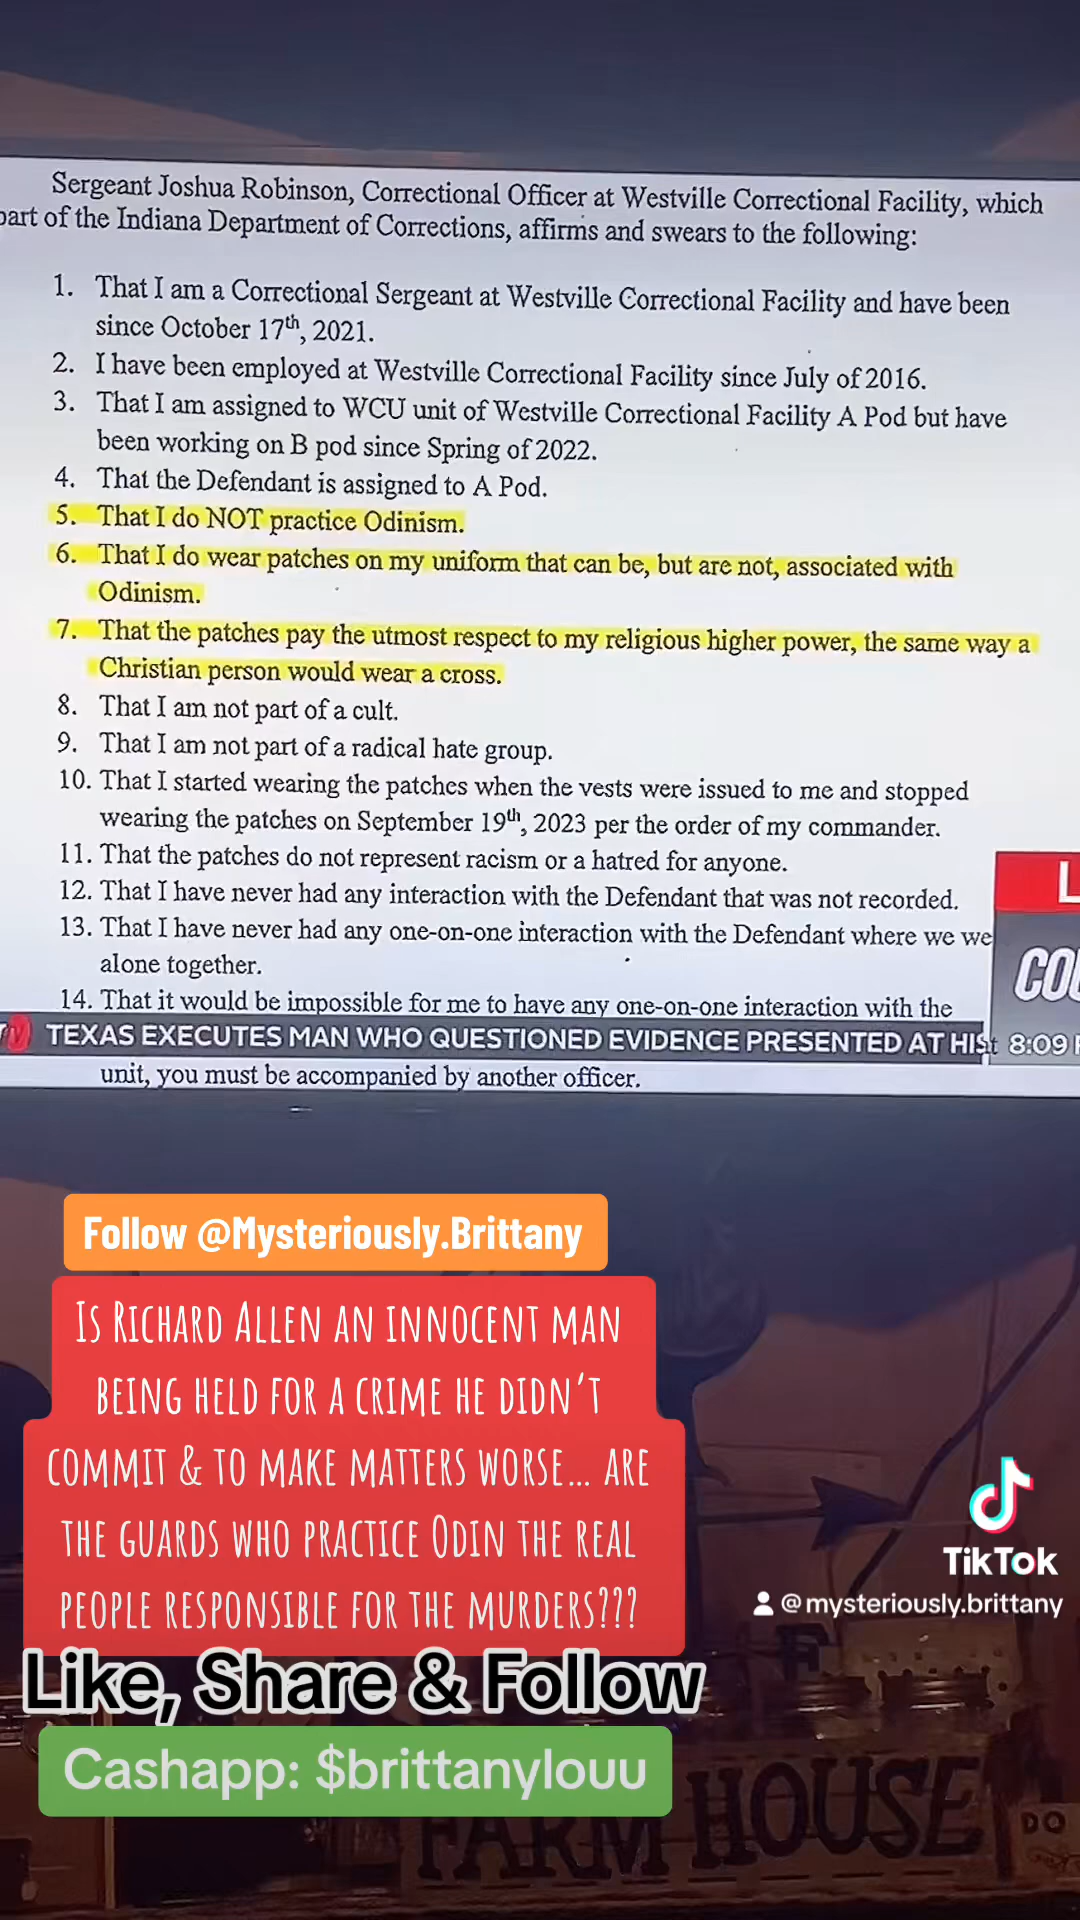 Sergeant Joshua Robinson, Correctional Officer at Westville Correctional Facility, which
part of the Indiana Department of Corrections, affirms and swears to the following:
1. That I am a Correctional Sergeant at Westville Correctional Facility and have been
since October 17th, 2021.
2. I have been employed at Westville Correctional Facility since July of 2016.
3. That I am assigned to WCU unit of Westville Correctional Facility A Pod but have
been working on B pod since Spring of 2022.
4. That the Defendant is assigned to A Pod.
5. That I do NOT practice Odinism.
6. That I do wear patches on my uniform that can be, but are not, associated with
Odinism.
7. That the patches pay the utmost respect to my religious higher power, the same way a
Christian person would wear a cross.
8. That I am not part of a cult.
9. That I am not part of a radical hate group.
10. That I started wearing the patches when the vests were issued to me and stopped
wearing the patches on September 19th, 2023 per the order of my commander.
11. That the patches do not represent racism or a hatred for anyone.
12. That I have never had any interaction with the Defendant that was not recorded.
13. That I have never had any one-on-one interaction with the Defendant where we we
alone together.
14. That it would be impossible for me to have any one-on-one interaction with the
L
COU
TV TEXAS EXECUTES MAN WHO QUESTIONED EVIDENCE PRESENTED AT HIS 8:09
unit, you must be accompanied by another officer.
Follow @Mysteriously.Brittany
Is Richard Allen an innocent man
being held for a crime he didn't
commit & to make matters worse... are
the guards who practice Odin the real
people responsible for the murders???
TikTok
@mysteriously.brittany
Like, Share & Follow
Cashapp: $brittanylouu
FARM HOUSE
DO